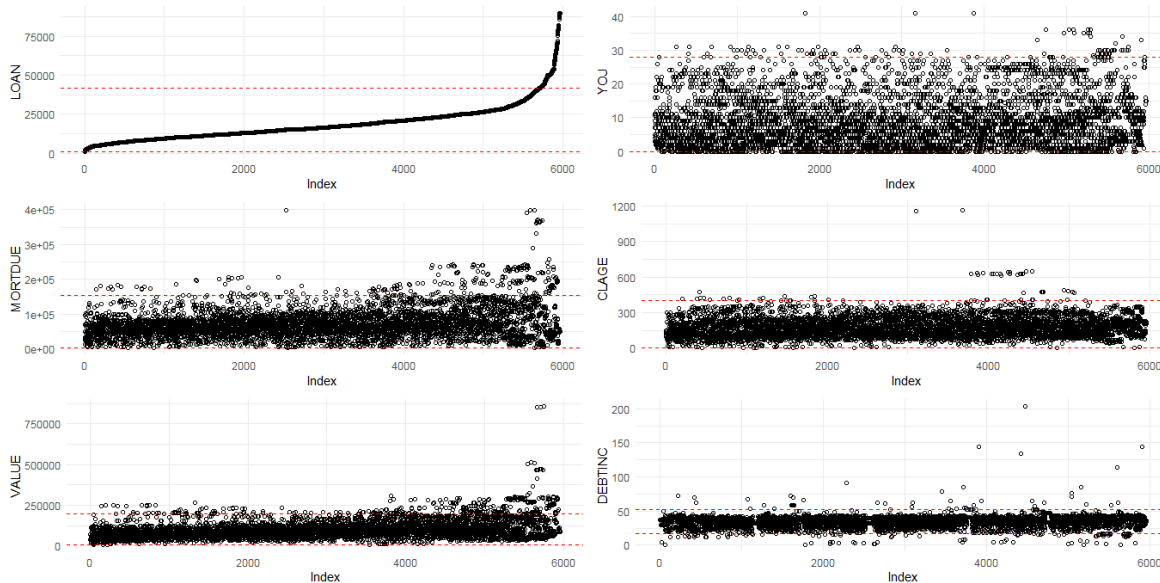 LOAN
75000
50000
25000
0
0 2000 4000 6000
Index
YOJ
40
30
20
10
0
0 2000 4000 6000
Index
MORTDUE
4e+05
3e+05
2e+05
1e+05
0e+00
0 2000 4000 6000
Index
CLAGE
1200
900
600
300
0
2000 4000 6000
Index
VALUE
750000
500000
250000
0
0 2000 4000 6000
Index
DEBTINC
200
150
100
50
0
0 2000 4000 6000
Index